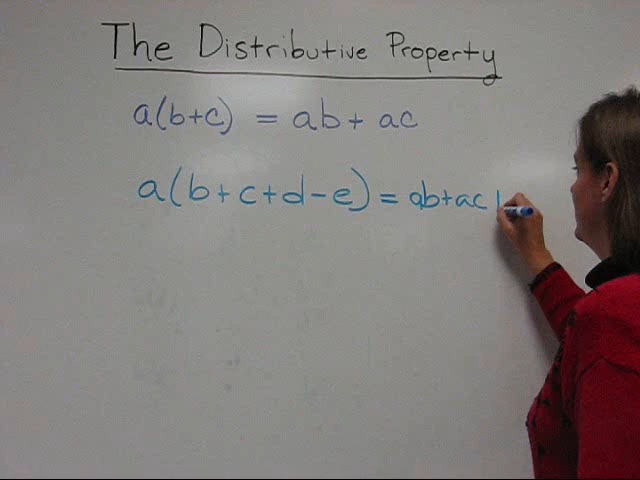 The Distributive Property
a(b+c) = ab + ac
a(b+c+d-e) = ab+ac